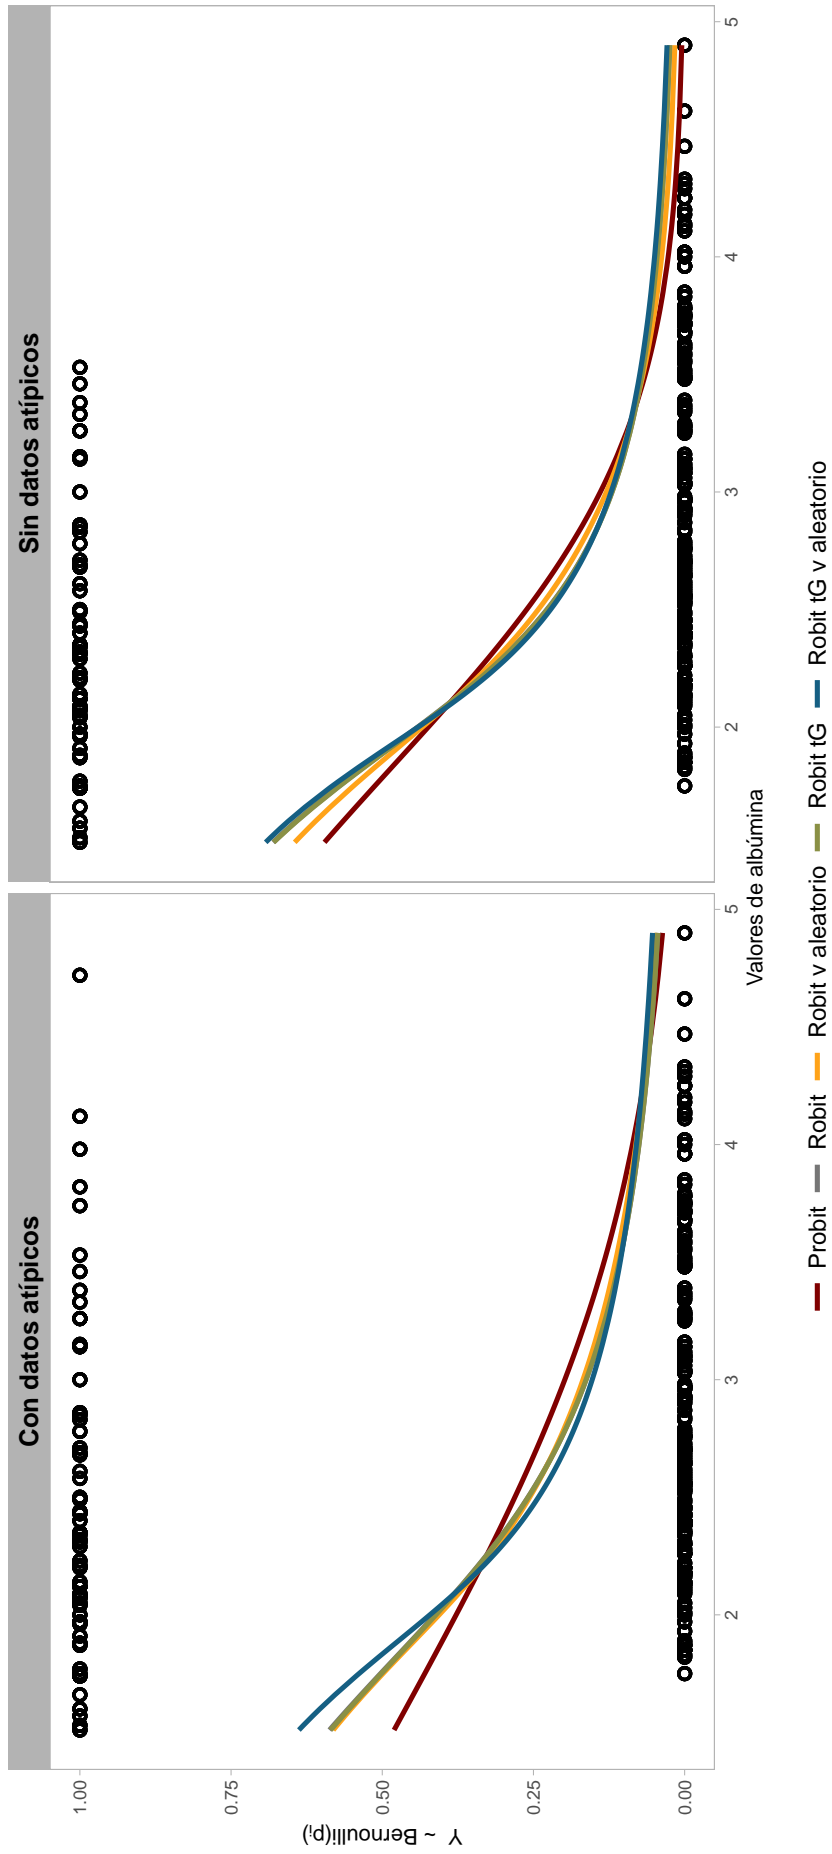 Con datos atípicos
Sin datos atípicos
1.00
0.75
0.50
0.25
0.00
Y ~ Bernoulli(pᵢ)
2
3
4
5
2
3
4
5
Valores de albúmina
Probit
Robit
Robit v aleatorio
Robit tG
Robit tG v aleatorio